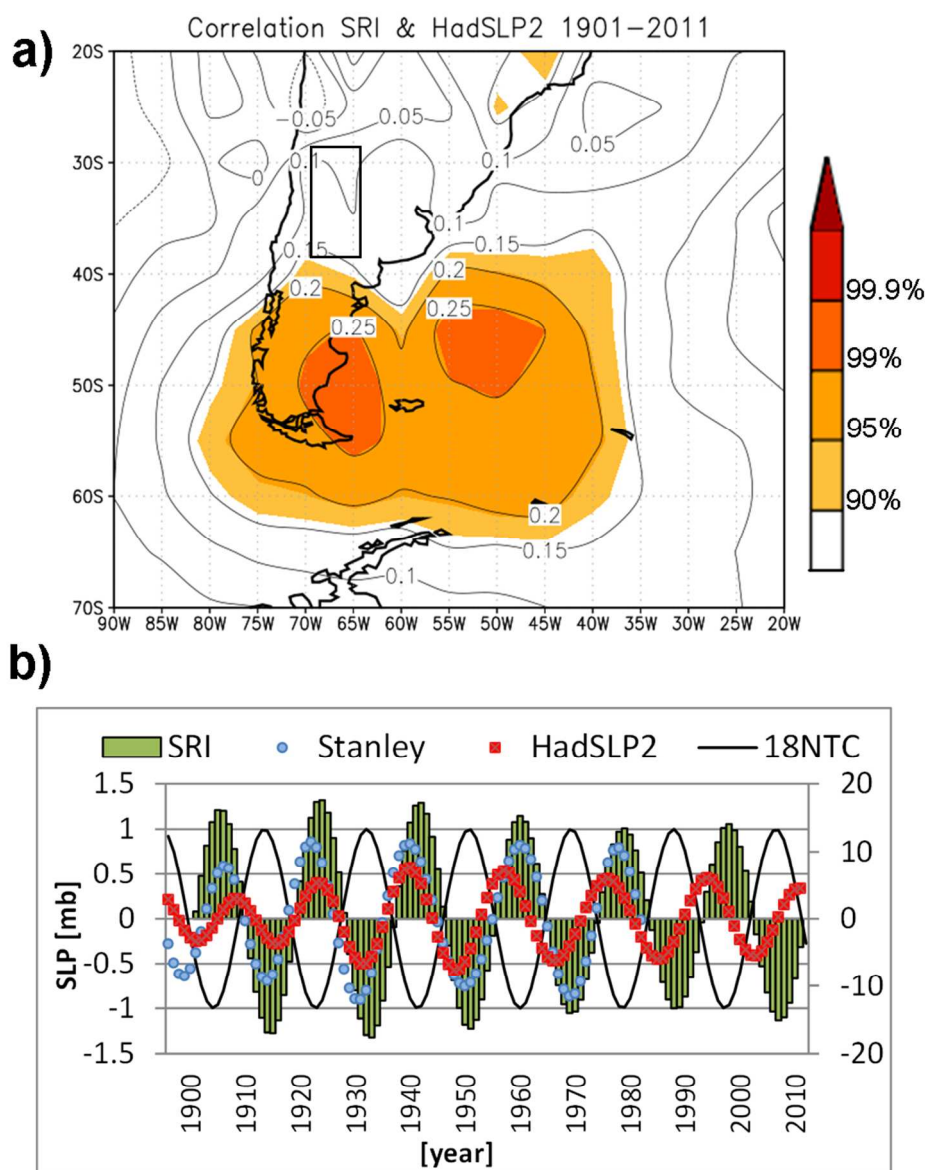 a)
Correlation SRI & HadSLP2 1901-2011
20S
30S
40S
50S
60S
70S
-0.05
0.05
0.05
0
0.1
0.1
0.1
0.15
0.15
0.2
0.2
0.25
0.25
0.2
0.15
0.1
90W 85W 80W 75W 70W 65W 60W 55W 50W 45W 40W 35W 30W 25W 20W
99.9%
99%
95%
90%
b)
SRI Stanley HadSLP2 18NTC
1.5 20
1
0.5 10
0 0
-0.5
-1 -10
-1.5 -20
SLP [mb]
1900 1910 1920 1930 1940 1950 1960 1970 1980 1990 2000 2010
[year]